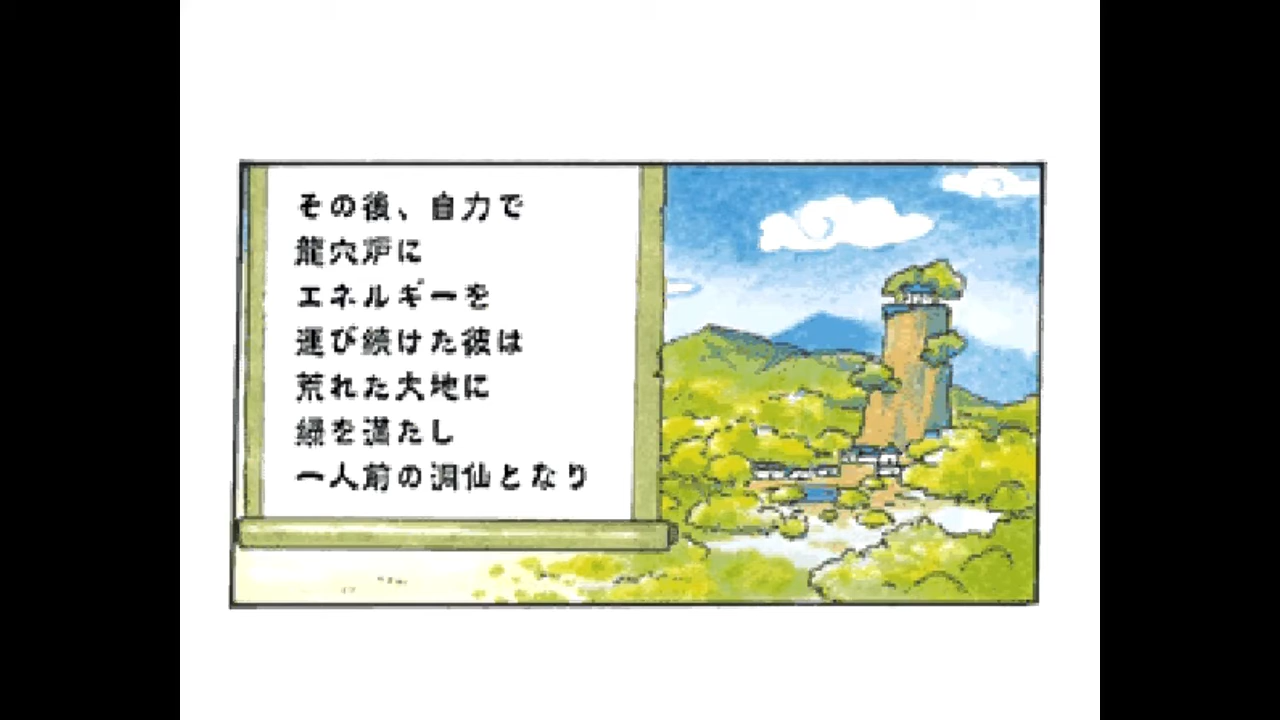 その後、自力で
龍穴炉に
エネルギーを
運び続けた彼は
荒れた大地に
緑を満たし
一人前の洞仙となり